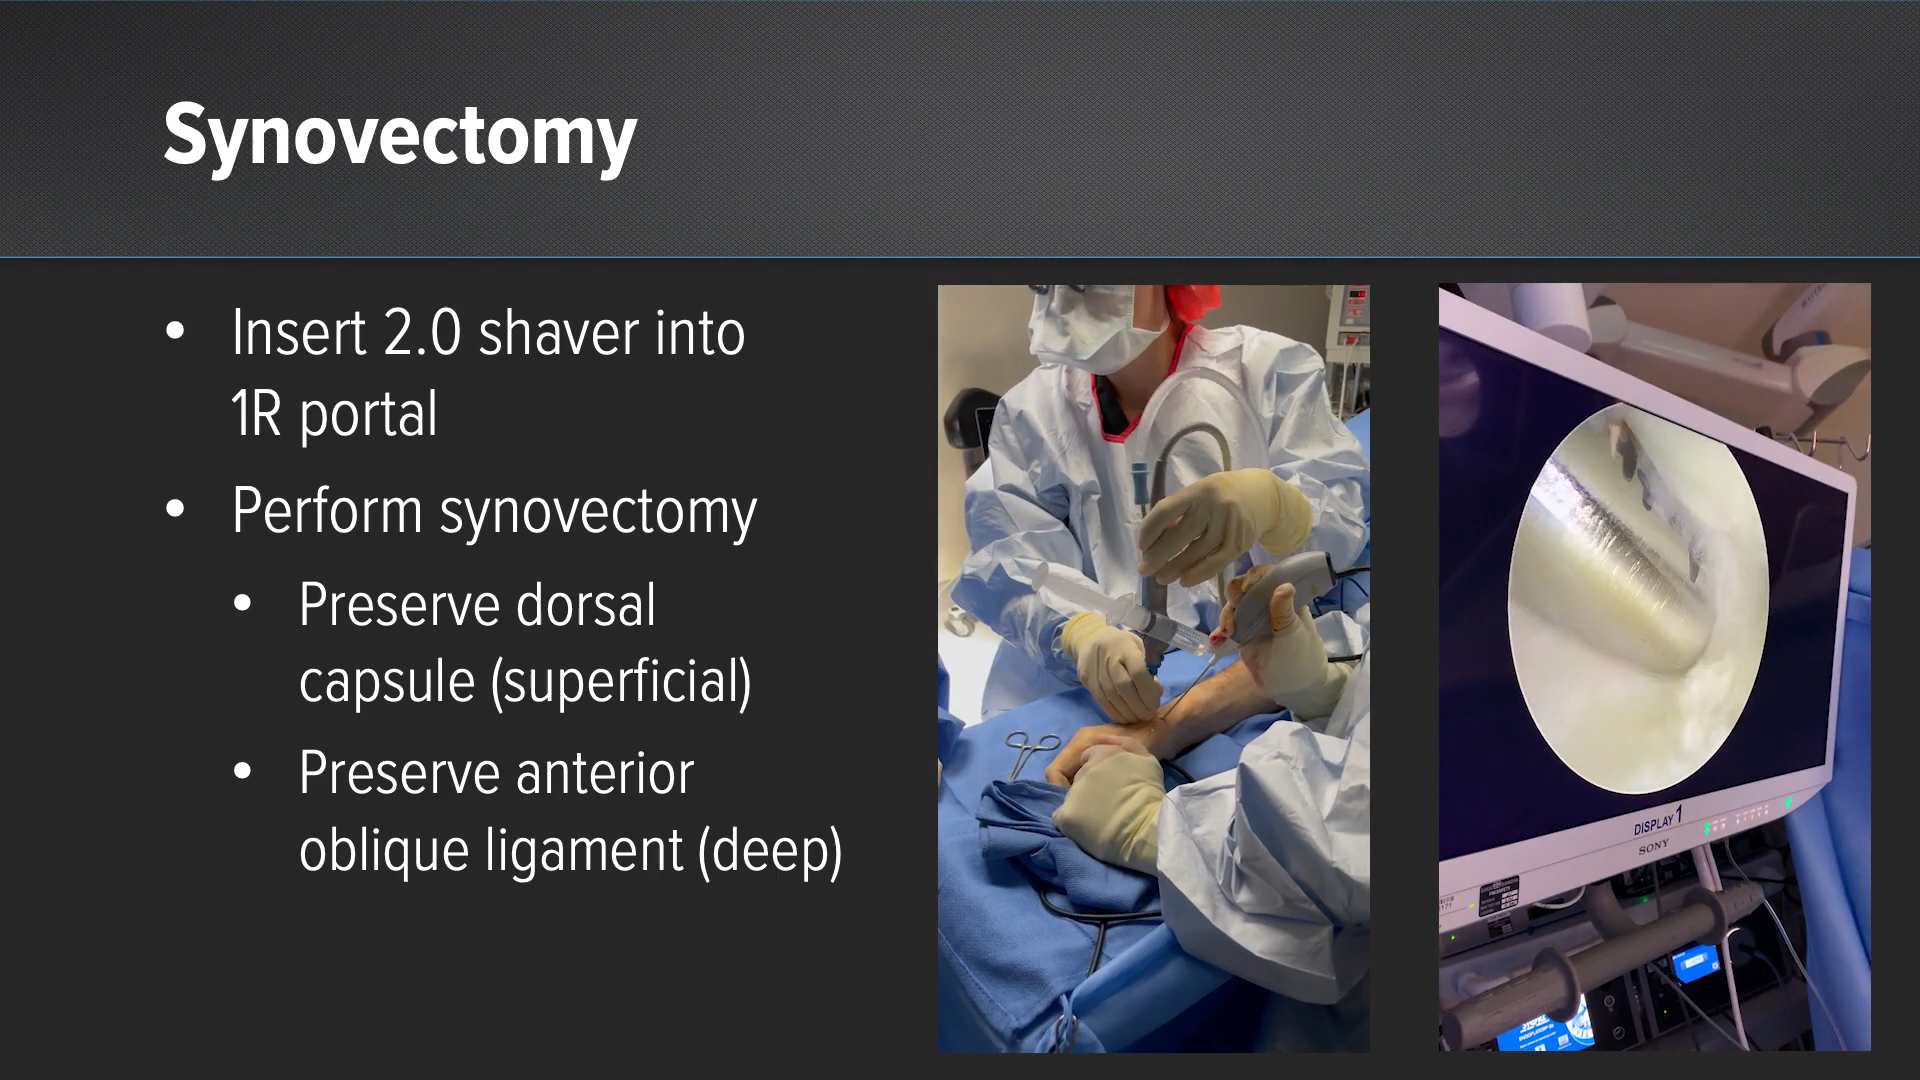 Synovectomy
• Insert 2.0 shaver into
1R portal
• Perform synovectomy
• Preserve dorsal
capsule (superficial)
• Preserve anterior
oblique ligament (deep)
DISPLAY 1
SONY